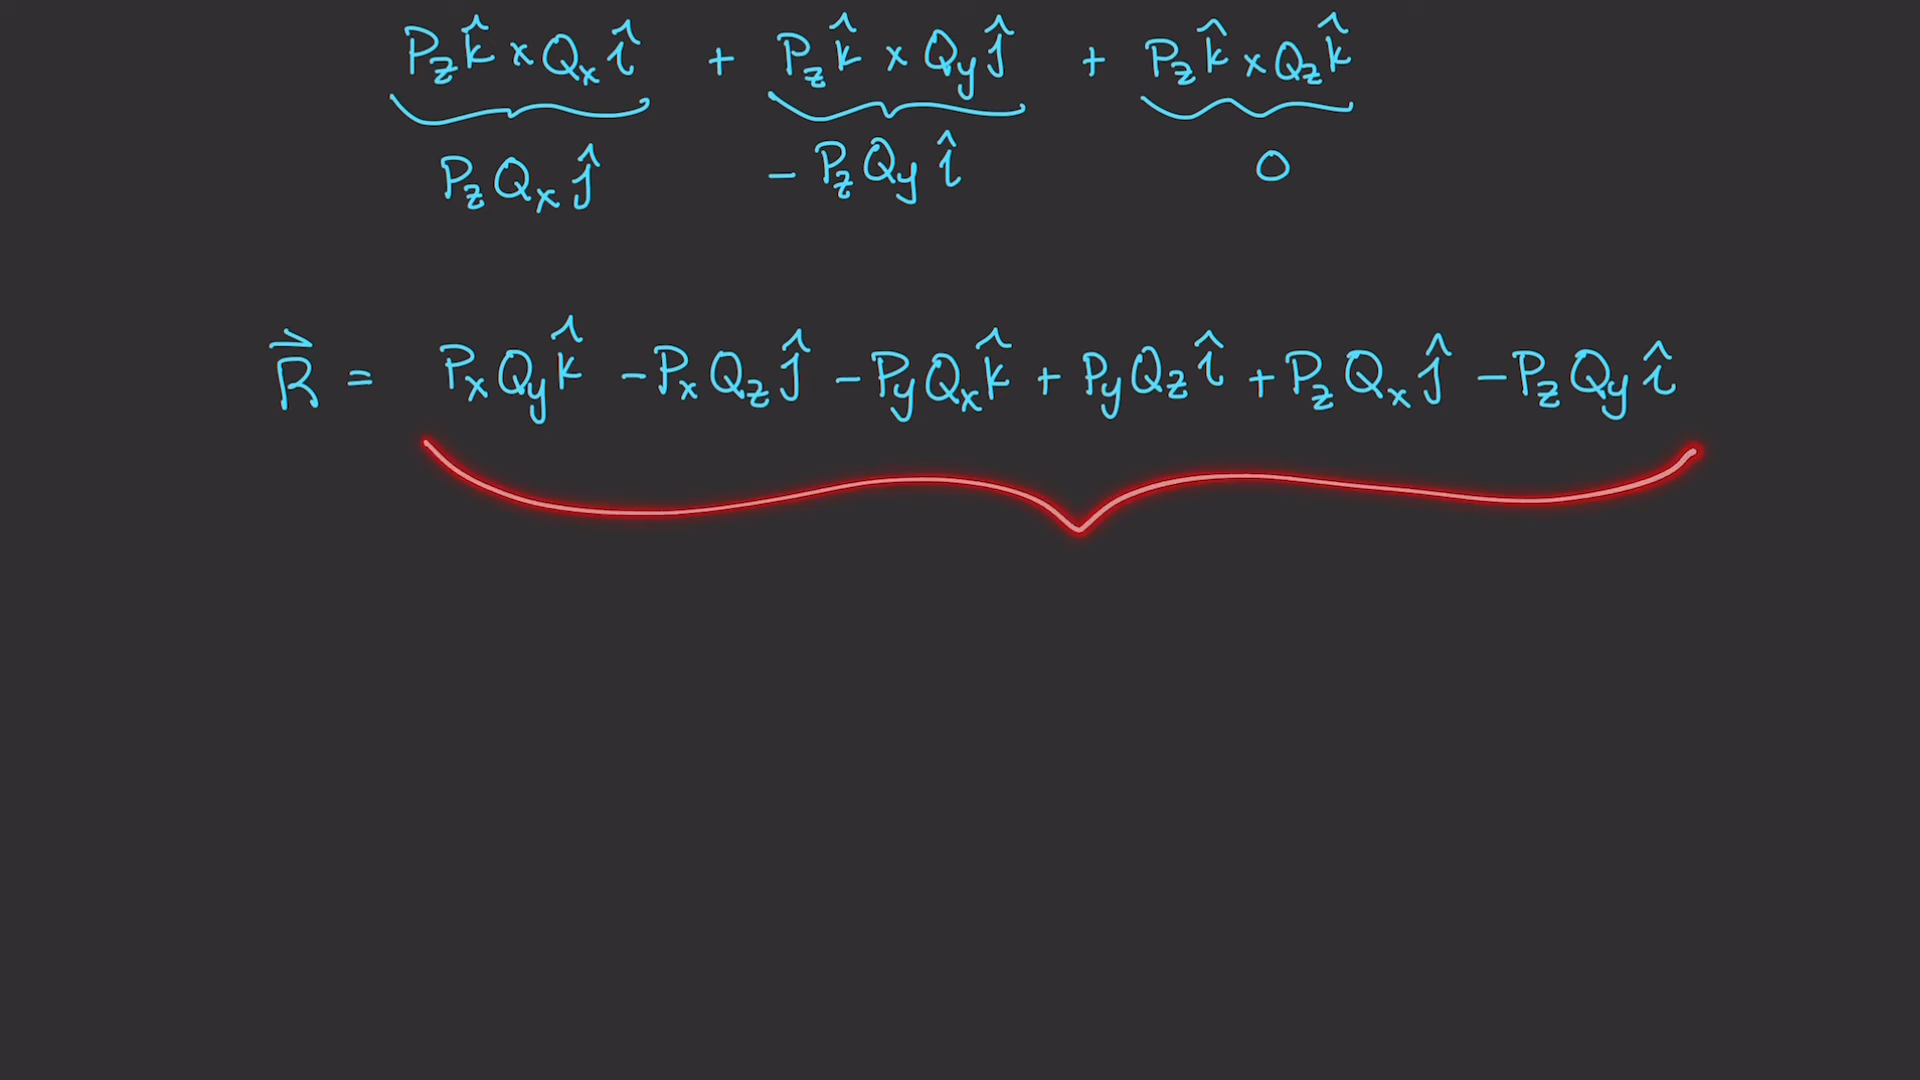 P_z k̂ × Q_x î + P_z k̂ × Q_y ĵ + P_z k̂ × Q_z k̂
P_z Q_x ĵ - P_z Q_y î 0
R⃗ = P_x Q_y k̂ - P_x Q_z ĵ - P_y Q_x k̂ + P_y Q_z î + P_z Q_x ĵ - P_z Q_y î